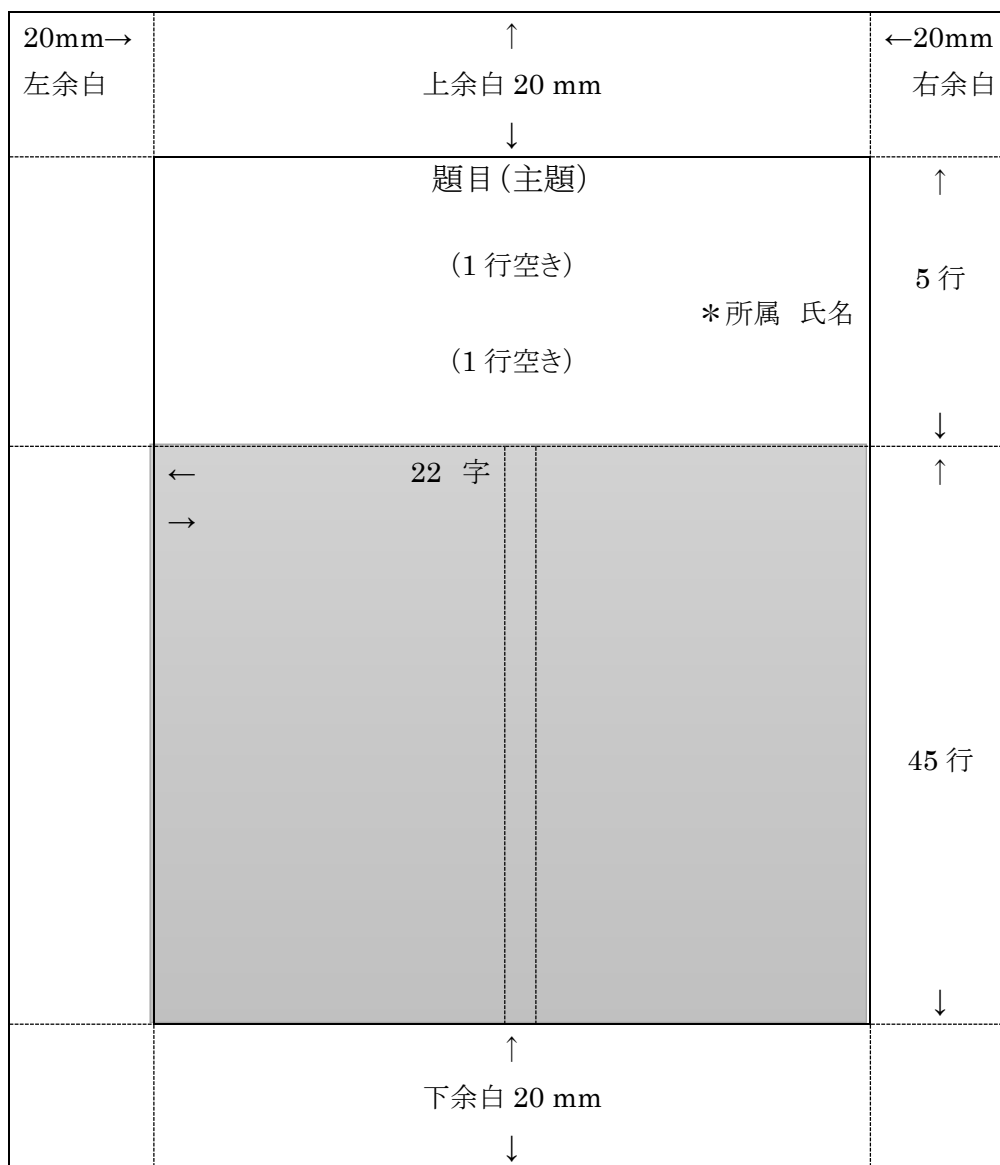 20mm→
左余白
↑
上余白 20 mm
↓
←20mm
右余白
題目(主題)
(1 行空き)
＊所属 氏名
(1 行空き)
↑
5 行
↓
← 22 字
→
↑
45 行
↓
↑
下余白 20 mm
↓